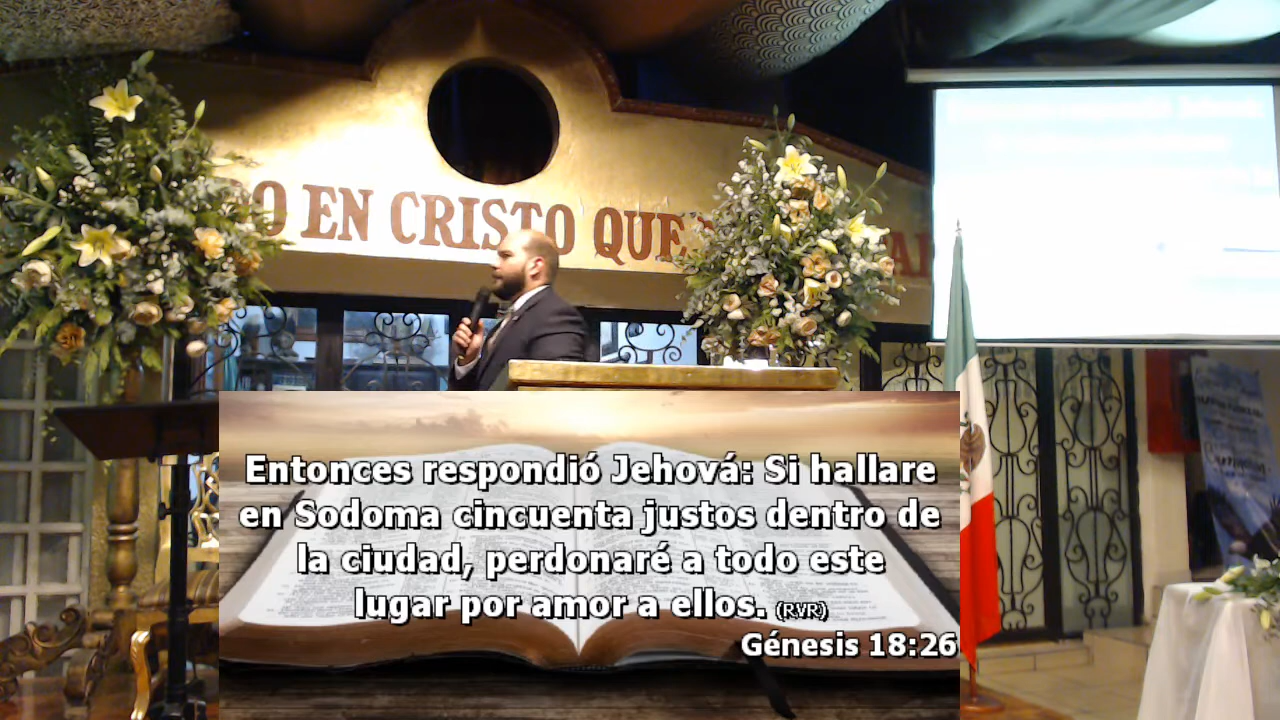 EN CRISTO QUE
Entonces respondió Jehová: Si hallare
en Sodoma cincuenta justos dentro de
la ciudad, perdonaré a todo este
lugar por amor a ellos. (RVR)
Génesis 18:26